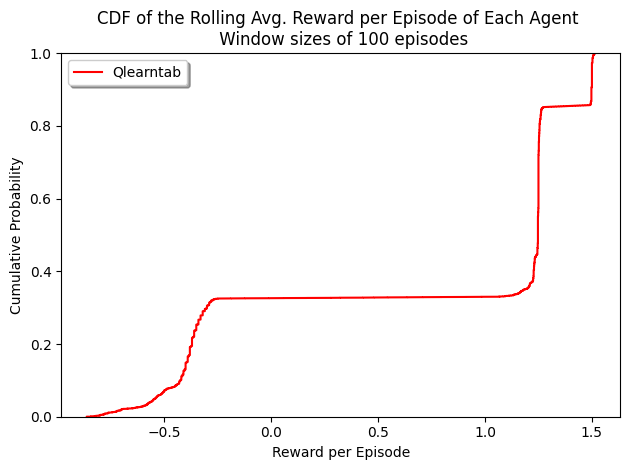 CDF of the Rolling Avg. Reward per Episode of Each Agent
Window sizes of 100 episodes
Qlearntab
Cumulative Probability
1.0
0.8
0.6
0.4
0.2
0.0
−0.5
0.0
0.5
1.0
1.5
Reward per Episode